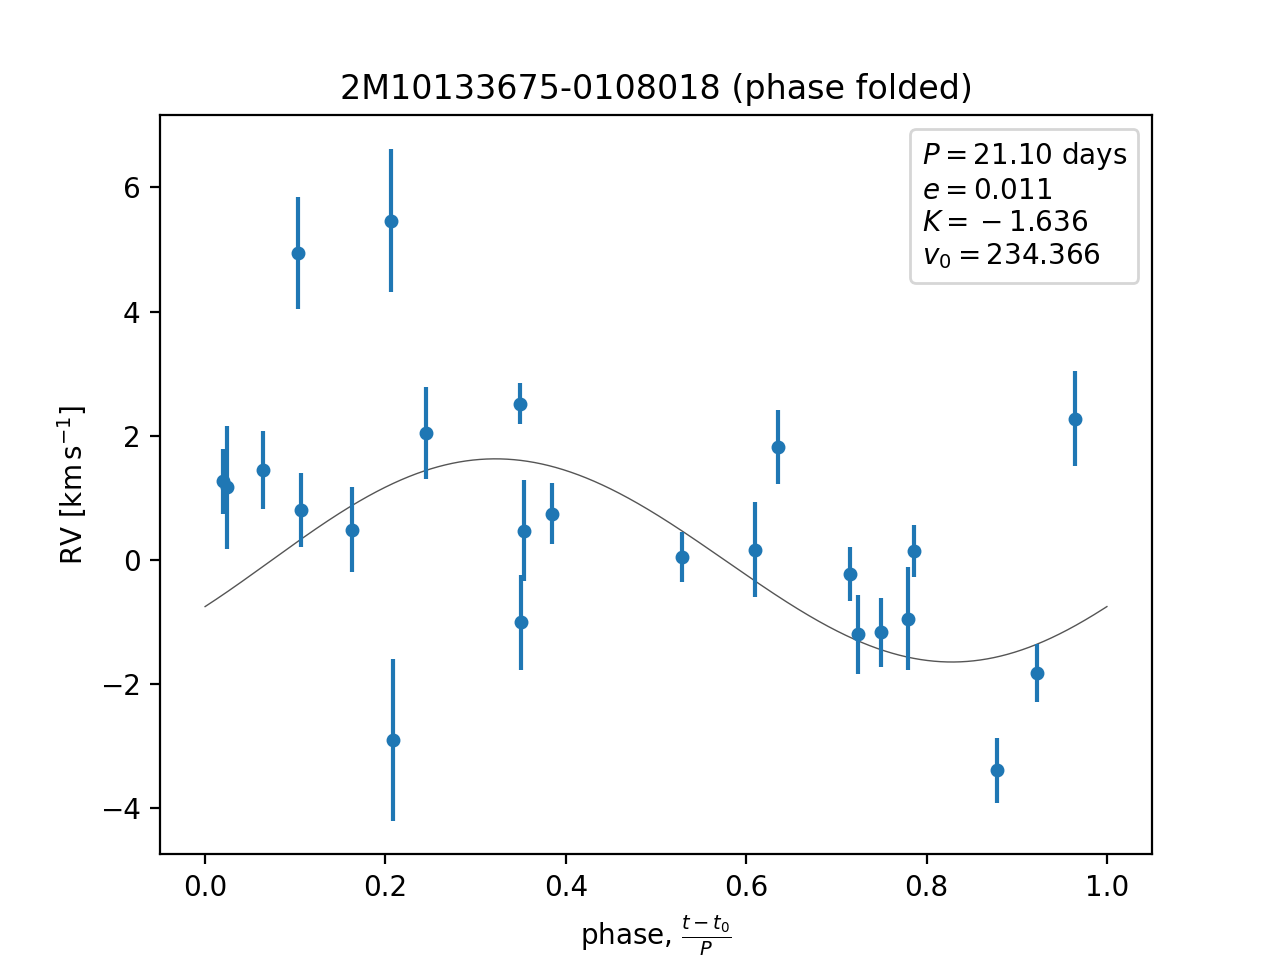 2M10133675-0108018 (phase folded)
P = 21.10 days
e = 0.011
K = −1.636
v₀ = 234.366
6
4
2
0
−2
−4
RV [km s⁻¹]
0.0 0.2 0.4 0.6 0.8 1.0
phase, (t − t₀)/P